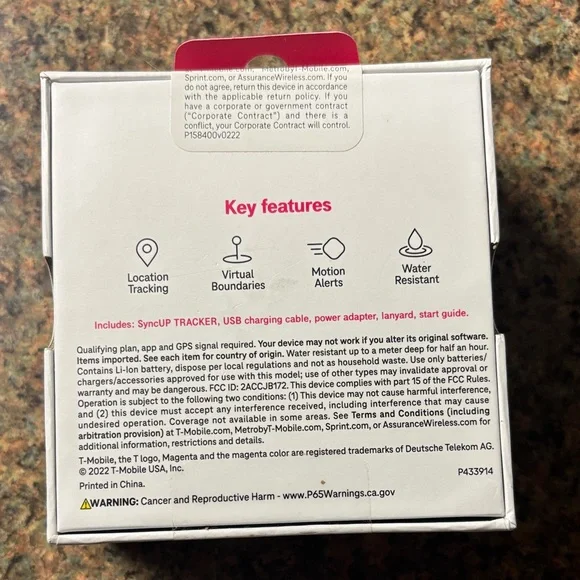 MetrobyT-Mobile.com,
Sprint.com, or AssuranceWireless.com. If you
do not agree, return this device in accordance
with the applicable return policy. If you
have a corporate or government contract
("Corporate Contract") and there is a
conflict, your Corporate Contract will control.
P158400v0222
Key features
Location
Tracking
Virtual
Boundaries
Motion
Alerts
Water
Resistant
Includes: SyncUP TRACKER, USB charging cable, power adapter, lanyard, start guide.
Qualifying plan, app and GPS signal required. Your device may not work if you alter its original software.
Items imported. See each item for country of origin. Water resistant up to a meter deep for half an hour.
Contains Li-Ion battery, dispose per local regulations and not as household waste. Use only batteries/
chargers/accessories approved for use with this model; use of other types may invalidate approval or
warranty and may be dangerous. FCC ID: 2ACCJB172. This device complies with part 15 of the FCC Rules.
Operation is subject to the following two conditions: (1) This device may not cause harmful interference,
and (2) this device must accept any interference received, including interference that may cause
undesired operation. Coverage not available in some areas. See Terms and Conditions (including
arbitration provision) at T-Mobile.com, MetrobyT-Mobile.com, Sprint.com, or AssuranceWireless.com for
additional information, restrictions and details.
T-Mobile, the T logo, Magenta and the magenta color are registered trademarks of Deutsche Telekom AG.
© 2022 T-Mobile USA, Inc.
P433914
Printed in China.
WARNING: Cancer and Reproductive Harm - www.P65Warnings.ca.gov